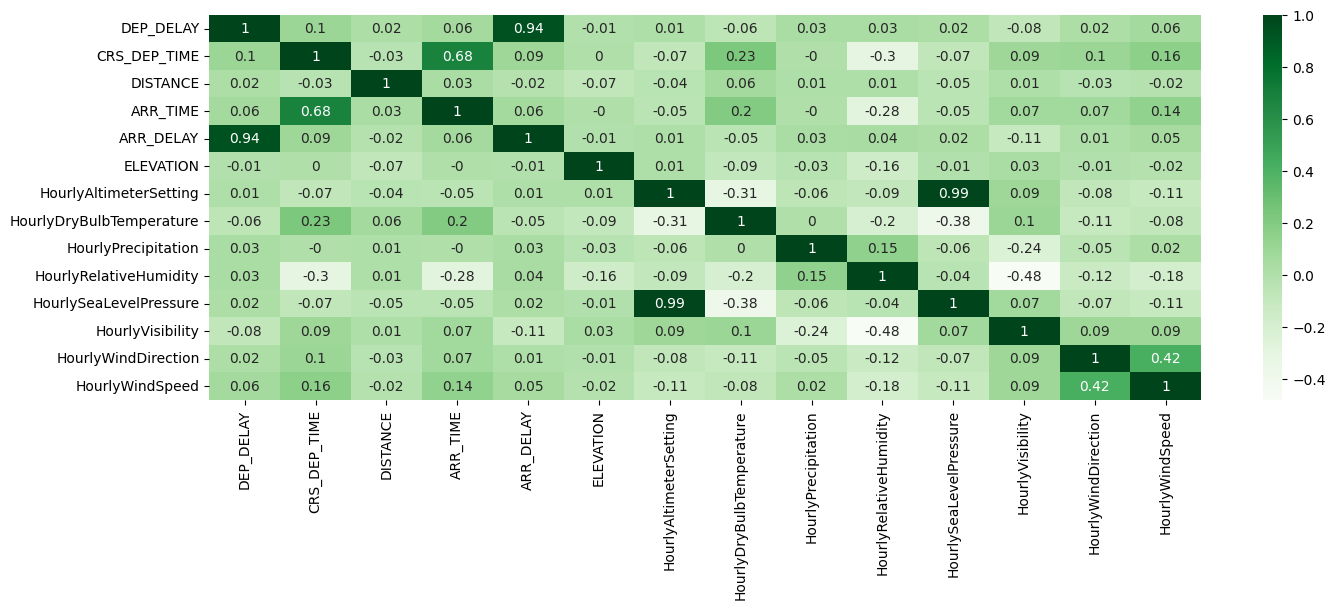 DEP_DELAY 1 0.1 0.02 0.06 0.94 -0.01 0.01 -0.06 0.03 0.03 0.02 -0.08 0.02 0.06
CRS_DEP_TIME 0.1 1 -0.03 0.68 0.09 0 -0.07 0.23 -0 -0.3 -0.07 0.09 0.1 0.16
DISTANCE 0.02 -0.03 1 0.03 -0.02 -0.07 -0.04 0.06 0.01 0.01 -0.05 0.01 -0.03 -0.02
ARR_TIME 0.06 0.68 0.03 1 0.06 -0 -0.05 0.2 -0 -0.28 -0.05 0.07 0.07 0.14
ARR_DELAY 0.94 0.09 -0.02 0.06 1 -0.01 0.01 -0.05 0.03 0.04 0.02 -0.11 0.01 0.05
ELEVATION -0.01 0 -0.07 -0 -0.01 1 0.01 -0.09 -0.03 -0.16 -0.01 0.03 -0.01 -0.02
HourlyAltimeterSetting 0.01 -0.07 -0.04 -0.05 0.01 0.01 1 -0.31 -0.06 -0.09 0.99 0.09 -0.08 -0.11
HourlyDryBulbTemperature -0.06 0.23 0.06 0.2 -0.05 -0.09 -0.31 1 0 -0.2 -0.38 0.1 -0.11 -0.08
HourlyPrecipitation 0.03 -0 0.01 -0 0.03 -0.03 -0.06 0 1 0.15 -0.06 -0.24 -0.05 0.02
HourlyRelativeHumidity 0.03 -0.3 0.01 -0.28 0.04 -0.16 -0.09 -0.2 0.15 1 -0.04 -0.48 -0.12 -0.18
HourlySeaLevelPressure 0.02 -0.07 -0.05 -0.05 0.02 -0.01 0.99 -0.38 -0.06 -0.04 1 0.07 -0.07 -0.11
HourlyVisibility -0.08 0.09 0.01 0.07 -0.11 0.03 0.09 0.1 -0.24 -0.48 0.07 1 0.09 0.09
HourlyWindDirection 0.02 0.1 -0.03 0.07 0.01 -0.01 -0.08 -0.11 -0.05 -0.12 -0.07 0.09 1 0.42
HourlyWindSpeed 0.06 0.16 -0.02 0.14 0.05 -0.02 -0.11 -0.08 0.02 -0.18 -0.11 0.09 0.42 1
DEP_DELAY
CRS_DEP_TIME
DISTANCE
ARR_TIME
ARR_DELAY
ELEVATION
HourlyAltimeterSetting
HourlyDryBulbTemperature
HourlyPrecipitation
HourlyRelativeHumidity
HourlySeaLevelPressure
HourlyVisibility
HourlyWindDirection
HourlyWindSpeed
1.0
0.8
0.6
0.4
0.2
0.0
−0.2
−0.4